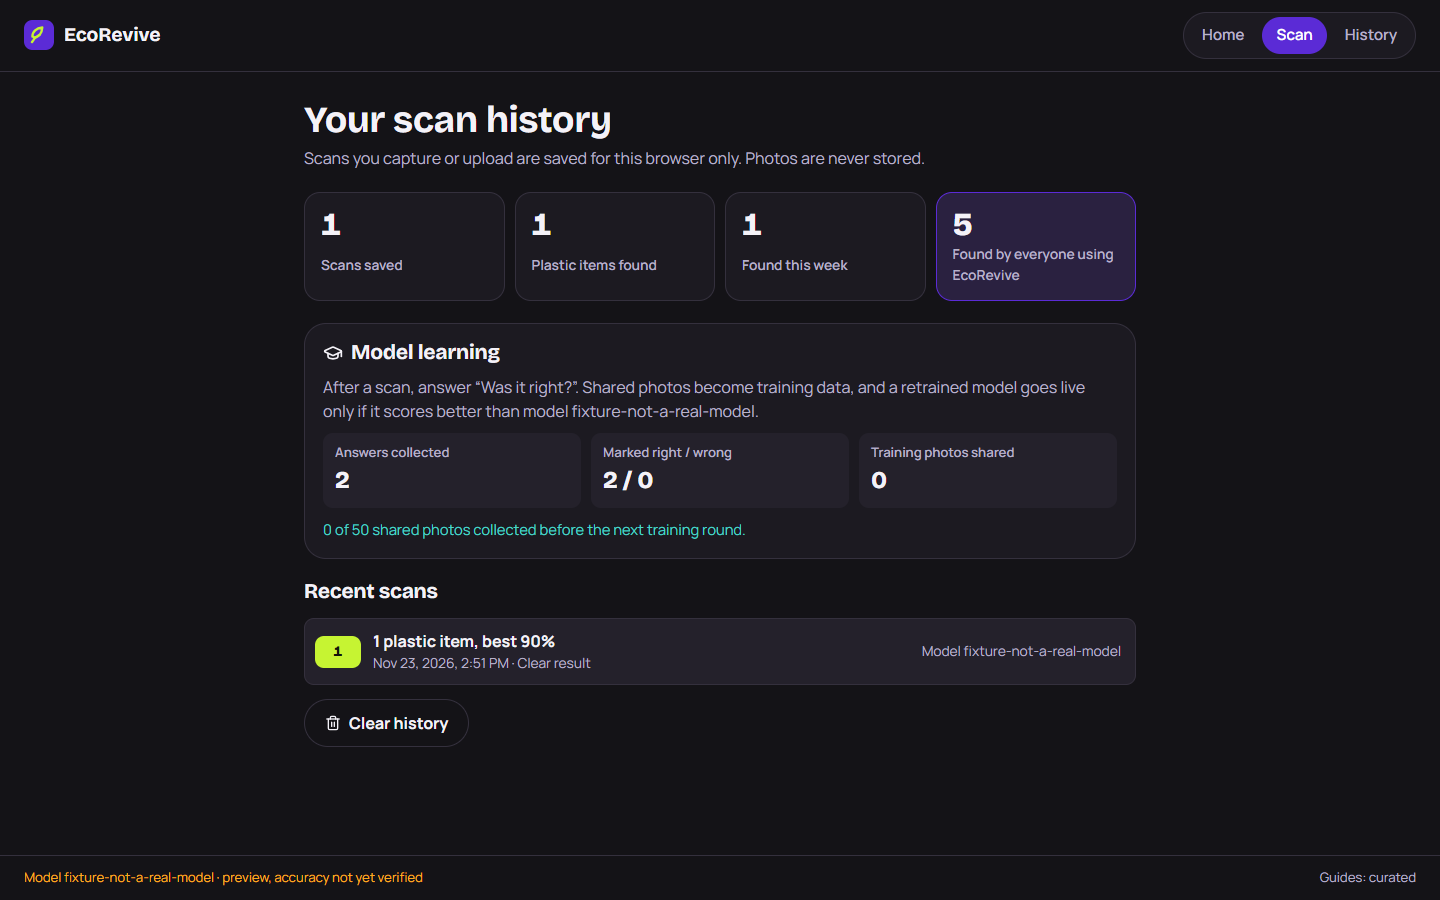 EcoRevive
Home
Scan
History
Your scan history
Scans you capture or upload are saved for this browser only. Photos are never stored.
1
Scans saved
1
Plastic items found
1
Found this week
5
Found by everyone using
EcoRevive
Model learning
After a scan, answer “Was it right?”. Shared photos become training data, and a retrained model goes live
only if it scores better than model fixture-not-a-real-model.
Answers collected
2
Marked right / wrong
2 / 0
Training photos shared
0
0 of 50 shared photos collected before the next training round.
Recent scans
1
1 plastic item, best 90%
Nov 23, 2026, 2:51 PM · Clear result
Model fixture-not-a-real-model
Clear history
Model fixture-not-a-real-model · preview, accuracy not yet verified
Guides: curated